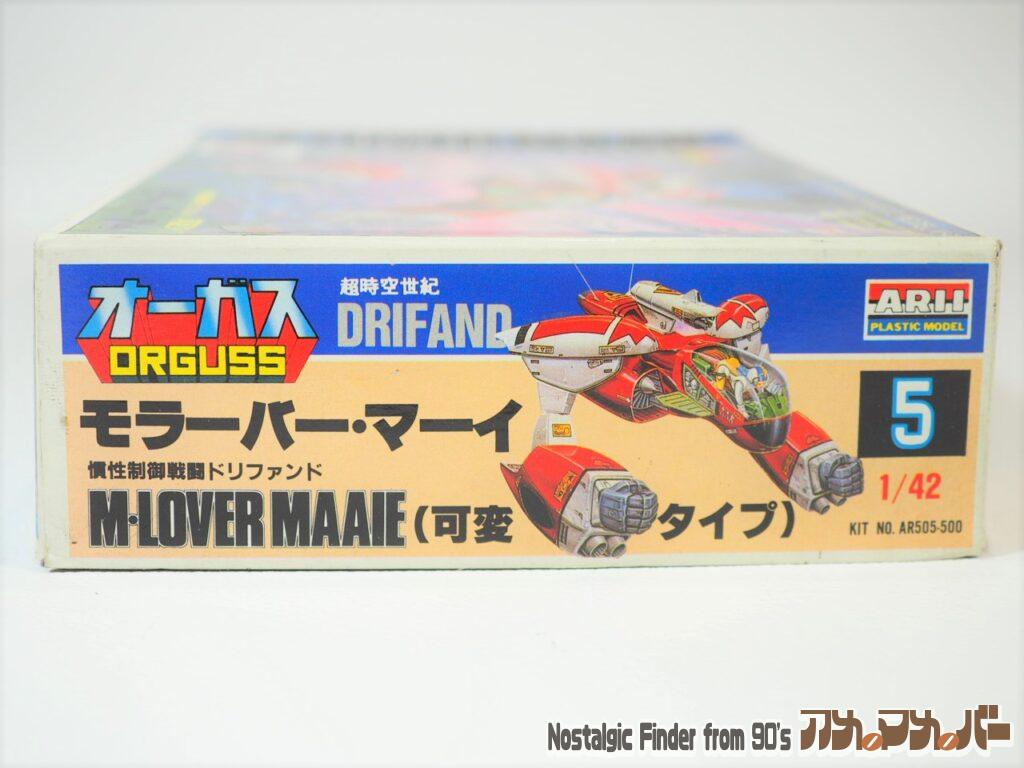 オーガス
ORGUSS
超時空世紀
DRIFAND
ARII
PLASTIC MODEL
モラーバー・マーイ
慣性制御戦闘ドリファンド
M·LOVER MAAIE (可変タイプ)
5
1/42
KIT NO. AR505-500
Nostalgic Finder from 90's アカのマカのバー